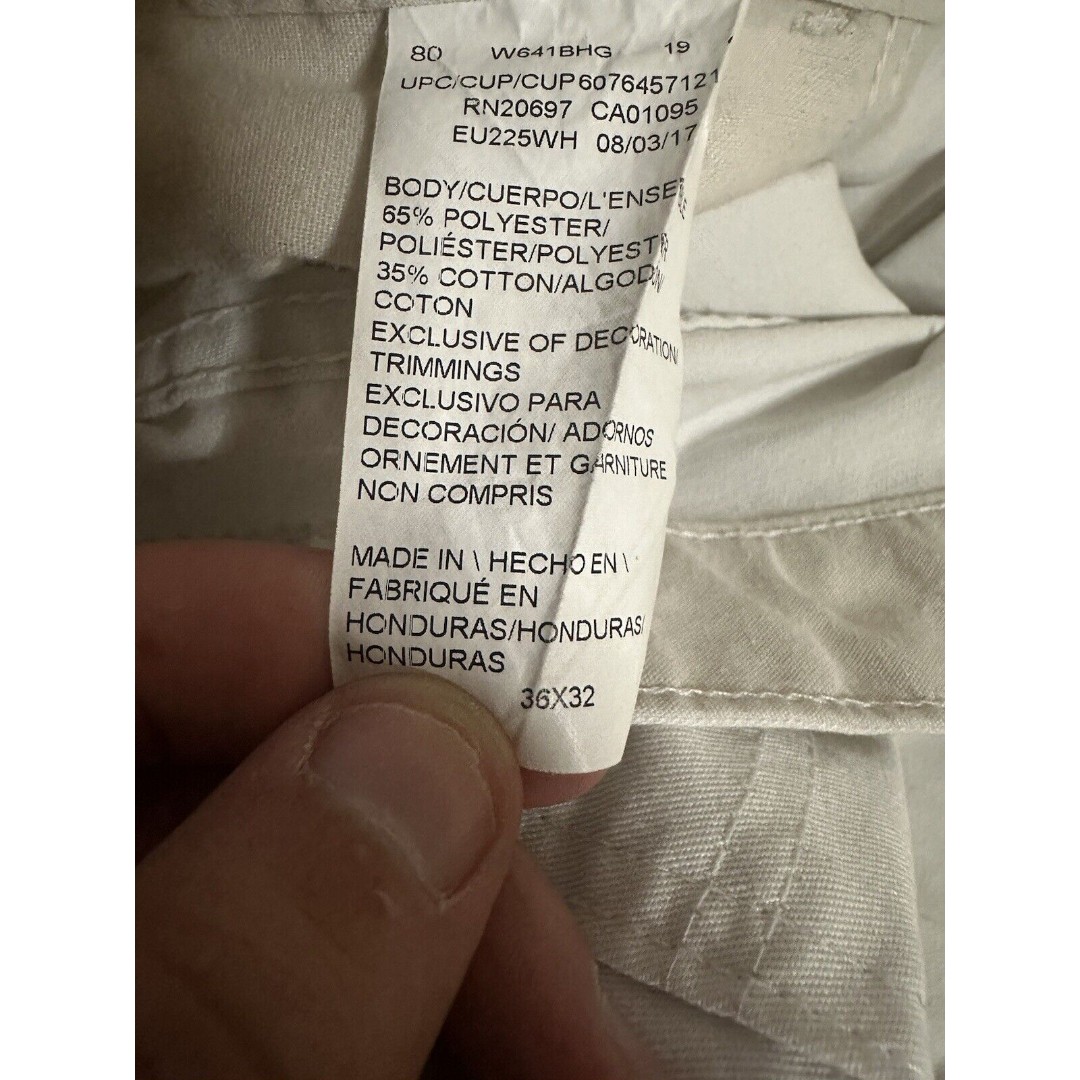 80 W641BHG 19
UPC/CUP/CUP 6076457121
RN20697 CA01095
EU225WH 08/03/17
BODY/CUERPO/L'ENSE
65% POLYESTER/
POLIÉSTER/POLYEST
35% COTTON/ALGODÓN/
COTON
EXCLUSIVE OF DECORATION/
TRIMMINGS
EXCLUSIVO PARA
DECORACIÓN/ ADORNOS
ORNEMENT ET GARNITURE
NON COMPRIS
MADE IN \ HECHO EN \
FABRIQUÉ EN
HONDURAS/HONDURAS/
HONDURAS
36X32